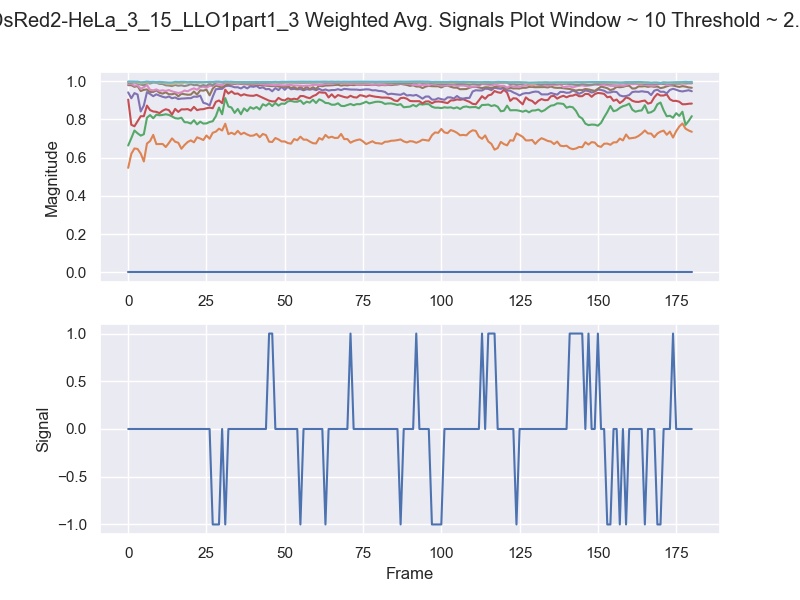 DsRed2-HeLa_3_15_LLO1part1_3 Weighted Avg. Signals Plot Window ~ 10 Threshold ~ 2.
1.0
0.8
0.6
0.4
0.2
0.0
Magnitude
0 25 50 75 100 125 150 175
1.0
0.5
0.0
−0.5
−1.0
Signal
0 25 50 75 100 125 150 175
Frame